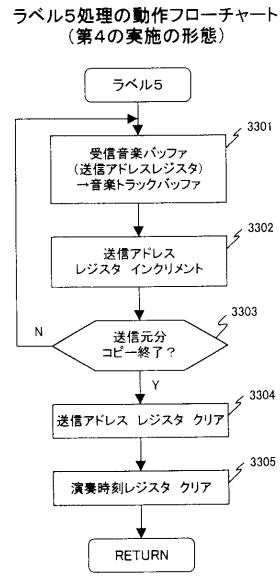 ラベル5処理の動作フローチャート
(第4の実施の形態)
ラベル5
3301
受信音楽バッファ
(送信アドレスレジスタ)
→音楽トラックバッファ
3302
送信アドレス
レジスタ インクリメント
3303
送信元分
コピー終了?
N
Y
3304
送信アドレス レジスタ クリア
3305
演奏時刻レジスタ クリア
RETURN